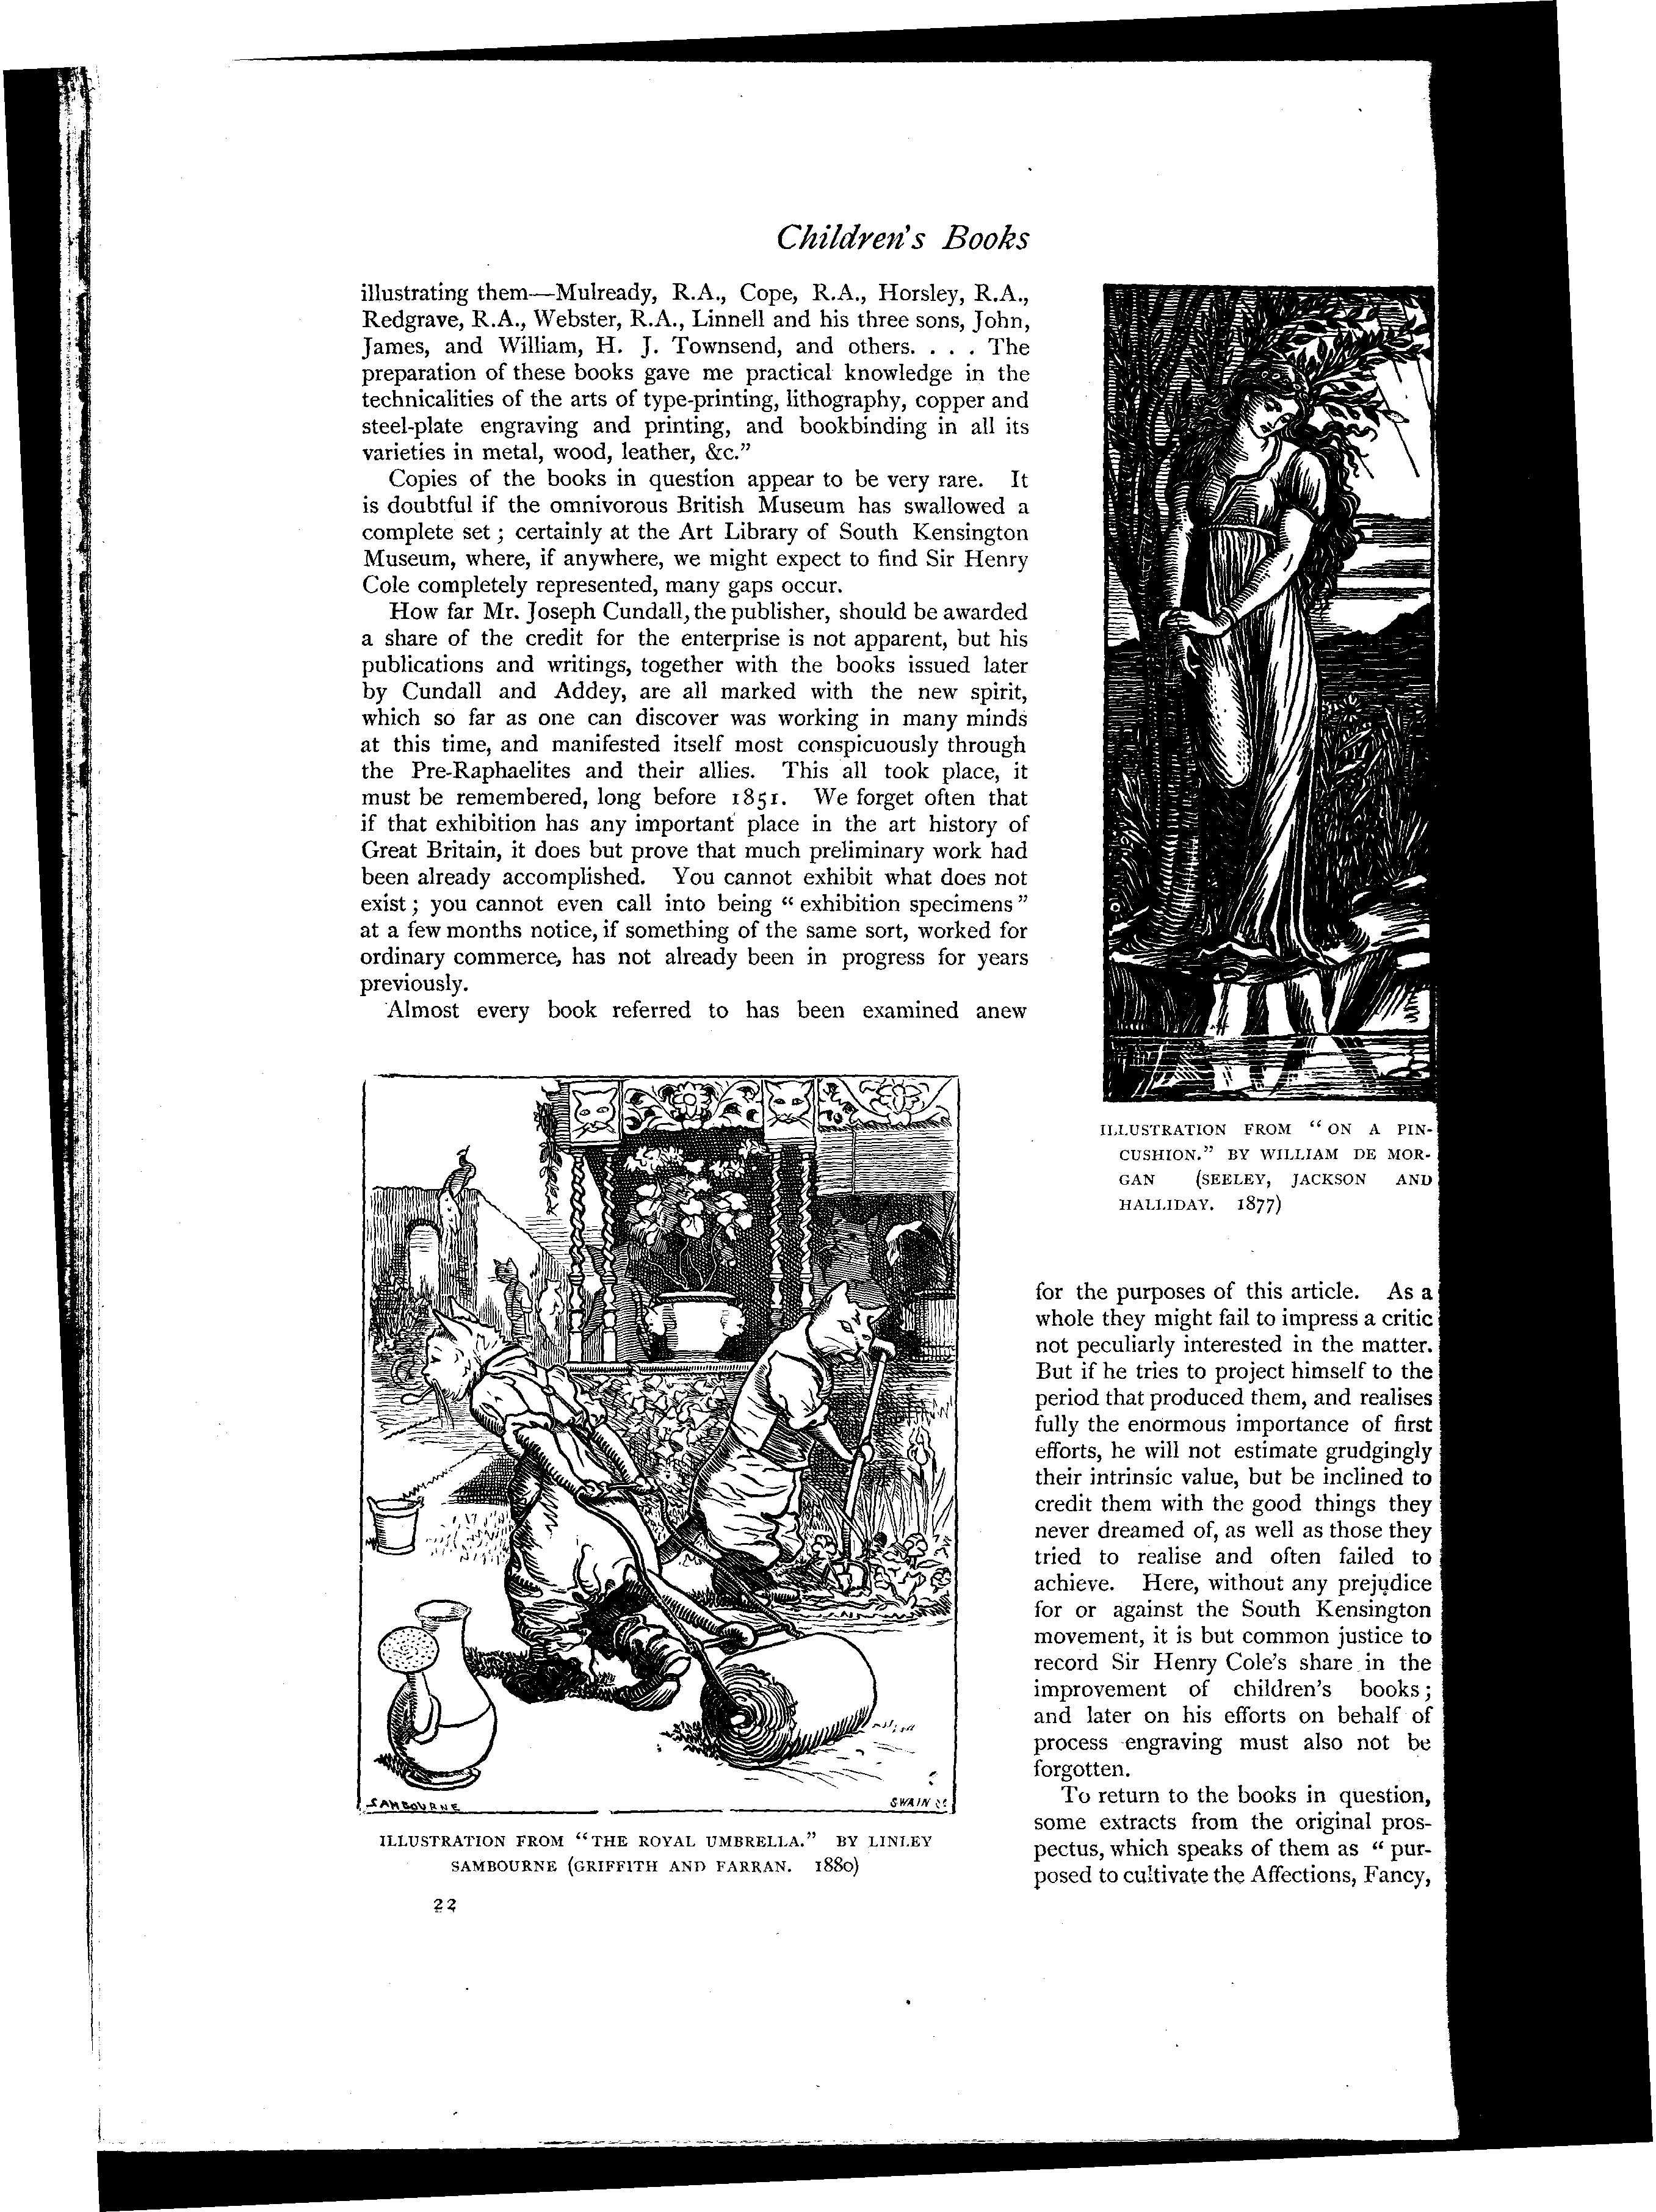 Children's Books
illustrating them—Mulready, R.A., Cope, R.A., Horsley, R.A.,
Redgrave, R.A., Webster, R.A., Linnell and his three sons, John,
James, and William, H. J. Townsend, and others. . . . The
preparation of these books gave me practical knowledge in the
technicalities of the arts of type-printing, lithography, copper and
steel-plate engraving and printing, and bookbinding in all its
varieties in metal, wood, leather, &c.”
Copies of the books in question appear to be very rare. It
is doubtful if the omnivorous British Museum has swallowed a
complete set ; certainly at the Art Library of South Kensington
Museum, where, if anywhere, we might expect to find Sir Henry
Cole completely represented, many gaps occur.
How far Mr. Joseph Cundall, the publisher, should be awarded
a share of the credit for the enterprise is not apparent, but his
publications and writings, together with the books issued later
by Cundall and Addey, are all marked with the new spirit,
which so far as one can discover was working in many minds
at this time, and manifested itself most conspicuously through
the Pre-Raphaelites and their allies. This all took place, it
must be remembered, long before 1851. We forget often that
if that exhibition has any important place in the art history of
Great Britain, it does but prove that much preliminary work had
been already accomplished. You cannot exhibit what does not
exist ; you cannot even call into being “ exhibition specimens ”
at a few months notice, if something of the same sort, worked for
ordinary commerce, has not already been in progress for years
previously.
Almost every book referred to has been examined anew
SAMBOURNE
SWAIN SC
ILLUSTRATION FROM “THE ROYAL UMBRELLA.” BY LINLEY
SAMBOURNE (GRIFFITH AND FARRAN. 1880)
22
ILLUSTRATION FROM “ ON A PIN-
CUSHION.” BY WILLIAM DE MOR-
GAN (SEELEY, JACKSON AND
HALLIDAY. 1877)
for the purposes of this article. As a
whole they might fail to impress a critic
not peculiarly interested in the matter.
But if he tries to project himself to the
period that produced them, and realises
fully the enormous importance of first
efforts, he will not estimate grudgingly
their intrinsic value, but be inclined to
credit them with the good things they
never dreamed of, as well as those they
tried to realise and often failed to
achieve. Here, without any prejudice
for or against the South Kensington
movement, it is but common justice to
record Sir Henry Cole's share in the
improvement of children's books ;
and later on his efforts on behalf of
process engraving must also not be
forgotten.
To return to the books in question,
some extracts from the original pros-
pectus, which speaks of them as “ pur-
posed to cultivate the Affections, Fancy,